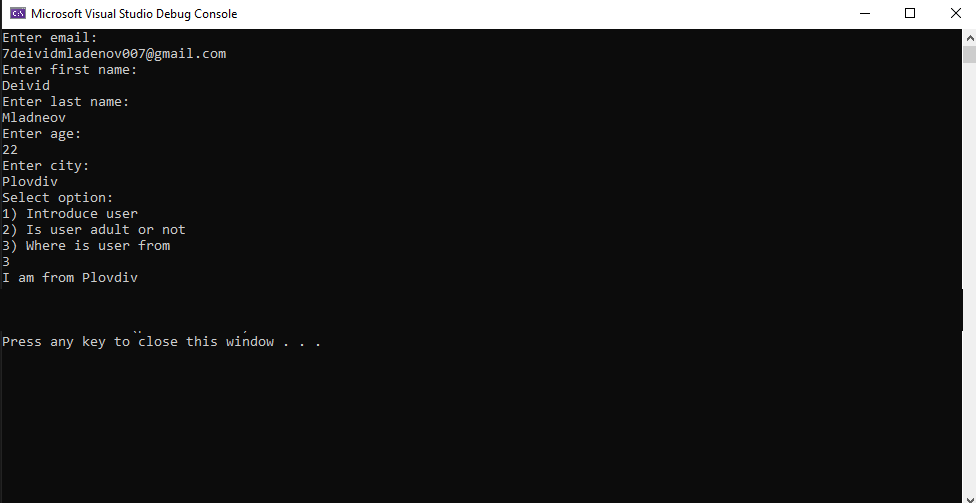 Microsoft Visual Studio Debug Console
Enter email:
7deividmladenov007@gmail.com
Enter first name:
Deivid
Enter last name:
Mladneov
Enter age:
22
Enter city:
Plovdiv
Select option:
1) Introduce user
2) Is user adult or not
3) Where is user from
3
I am from Plovdiv
Press any key to close this window . . .